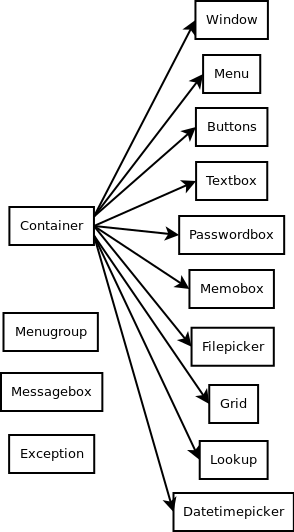 Window
Menu
Buttons
Textbox
Container
Passwordbox
Memobox
Menugroup
Filepicker
Messagebox
Grid
Exception
Lookup
Datetimepicker